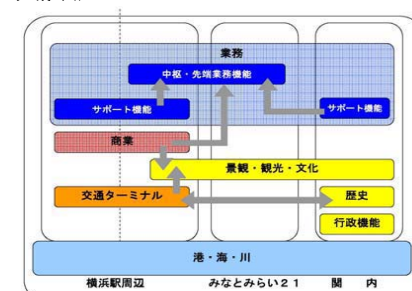 業務
中枢・先端業務機能
サポート機能
サポート機能
商業
景観・観光・文化
交通ターミナル
歴史
行政機能
港・海・川
横浜駅周辺
みなとみらい21
関 内